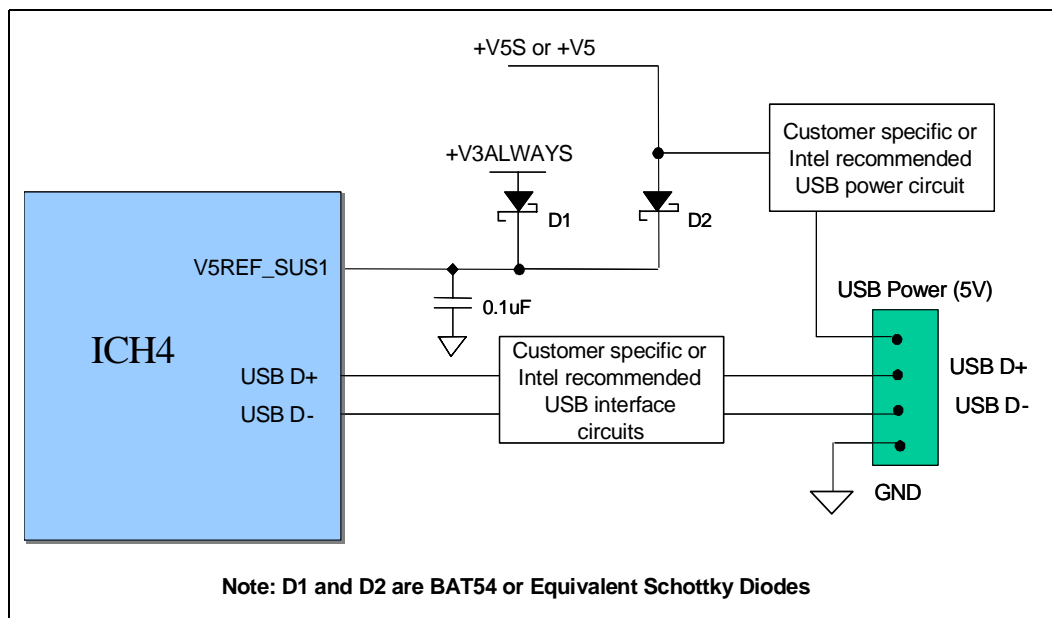 +V5S or +V5
Customer specific or
Intel recommended
USB power circuit
+V3ALWAYS
D1
D2
V5REF_SUS1
0.1uF
USB Power (5V)
ICH4
Customer specific or
Intel recommended
USB interface
circuits
USB D+
USB D-
USB D+
USB D-
GND
Note: D1 and D2 are BAT54 or Equivalent Schottky Diodes